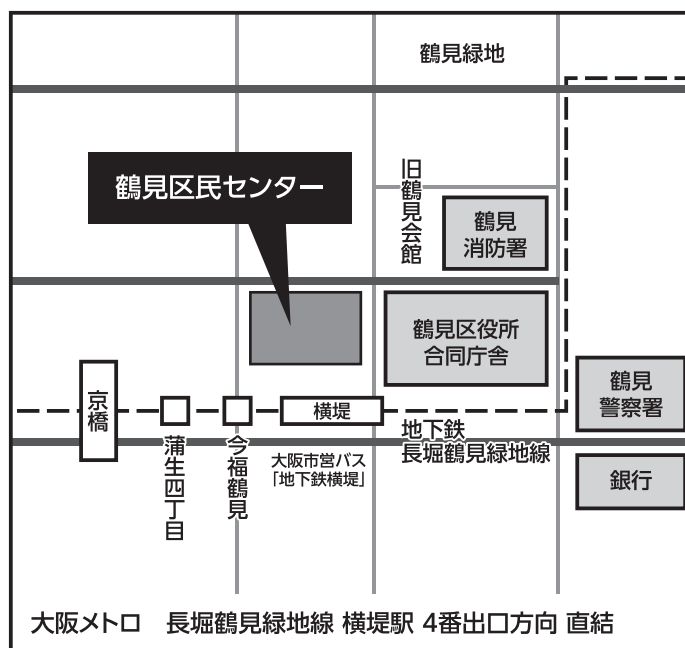 鶴見緑地
鶴見区民センター
旧鶴見会館
鶴見
消防署
鶴見区役所
合同庁舎
鶴見
警察署
京橋
横堤
地下鉄
長堀鶴見緑地線
蒲生四丁目
今福鶴見
大阪市営バス
「地下鉄横堤」
銀行
大阪メトロ 長堀鶴見緑地線 横堤駅 4番出口方向 直結